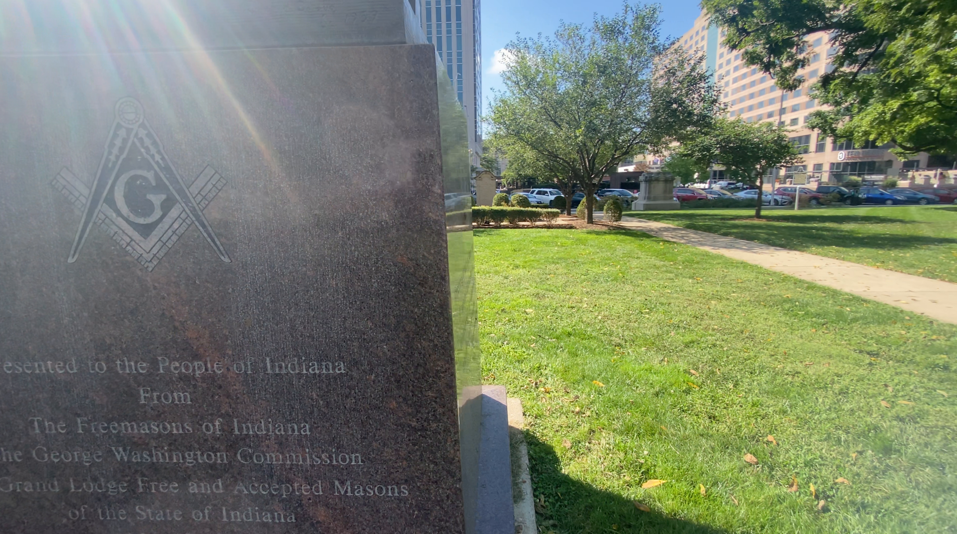 G
esented to the People of Indiana
From
The Freemasons of Indiana
he George Washington Commission
Grand Lodge Free and Accepted Masons
of the State of Indiana